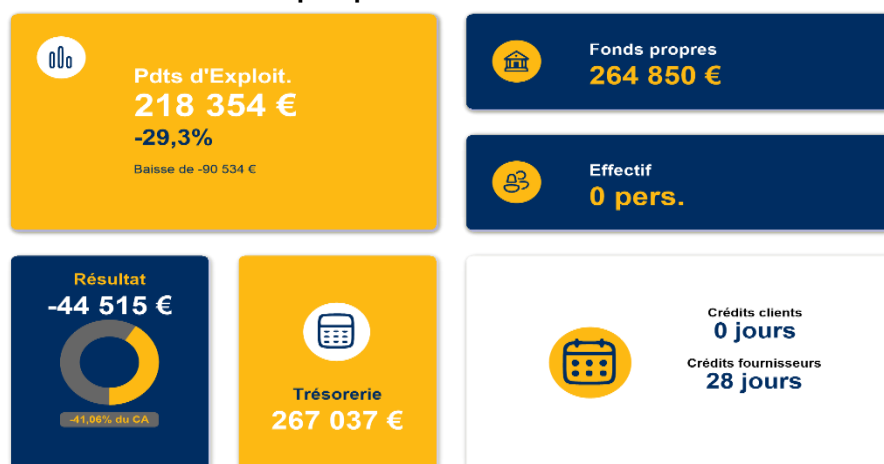 Pdts d'Exploit.
218 354 €
-29,3%
Baisse de -90 534 €
Fonds propres
264 850 €
Effectif
0 pers.
Résultat
-44 515 €
-41,06% du CA
Trésorerie
267 037 €
Crédits clients
0 jours
Crédits fournisseurs
28 jours